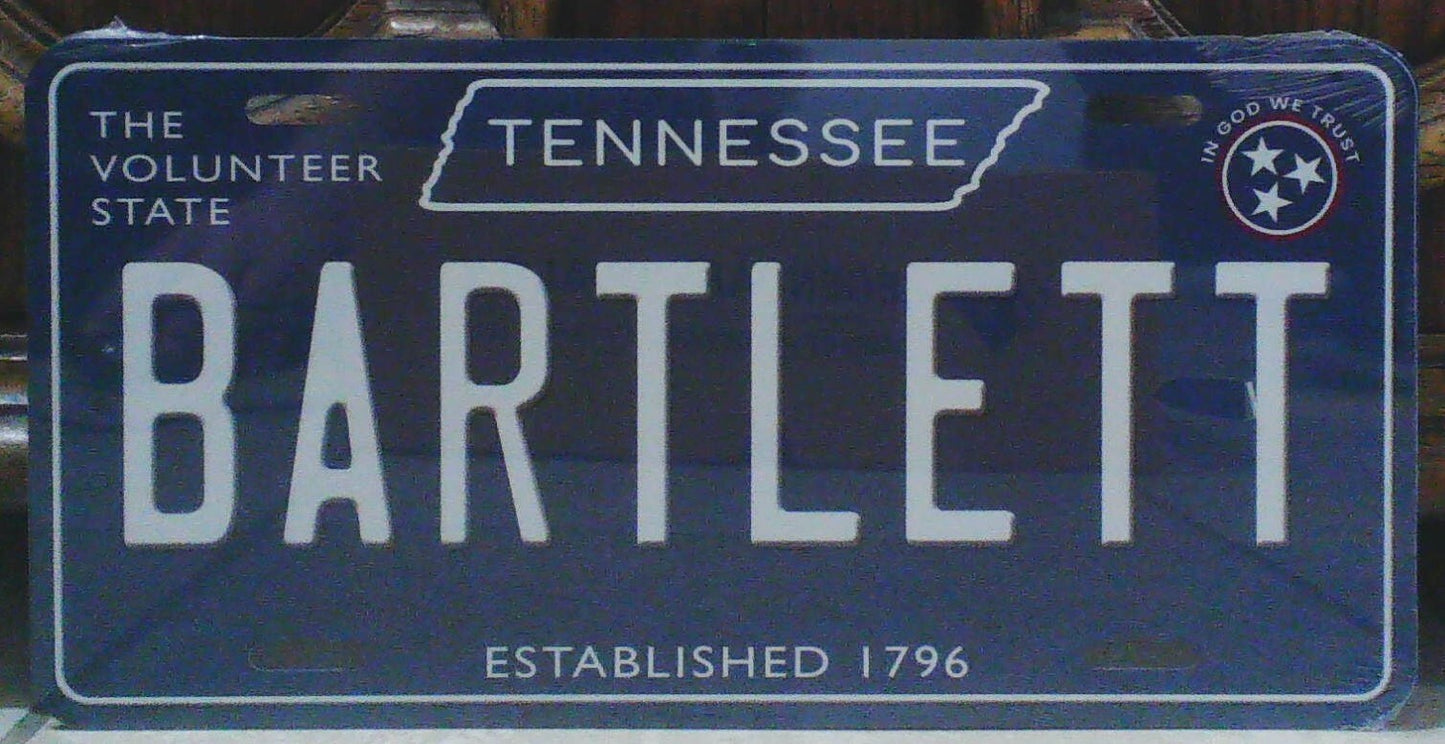 THE
VOLUNTEER
STATE
TENNESSEE
IN GOD WE TRUST
BARTLETT
ESTABLISHED 1796